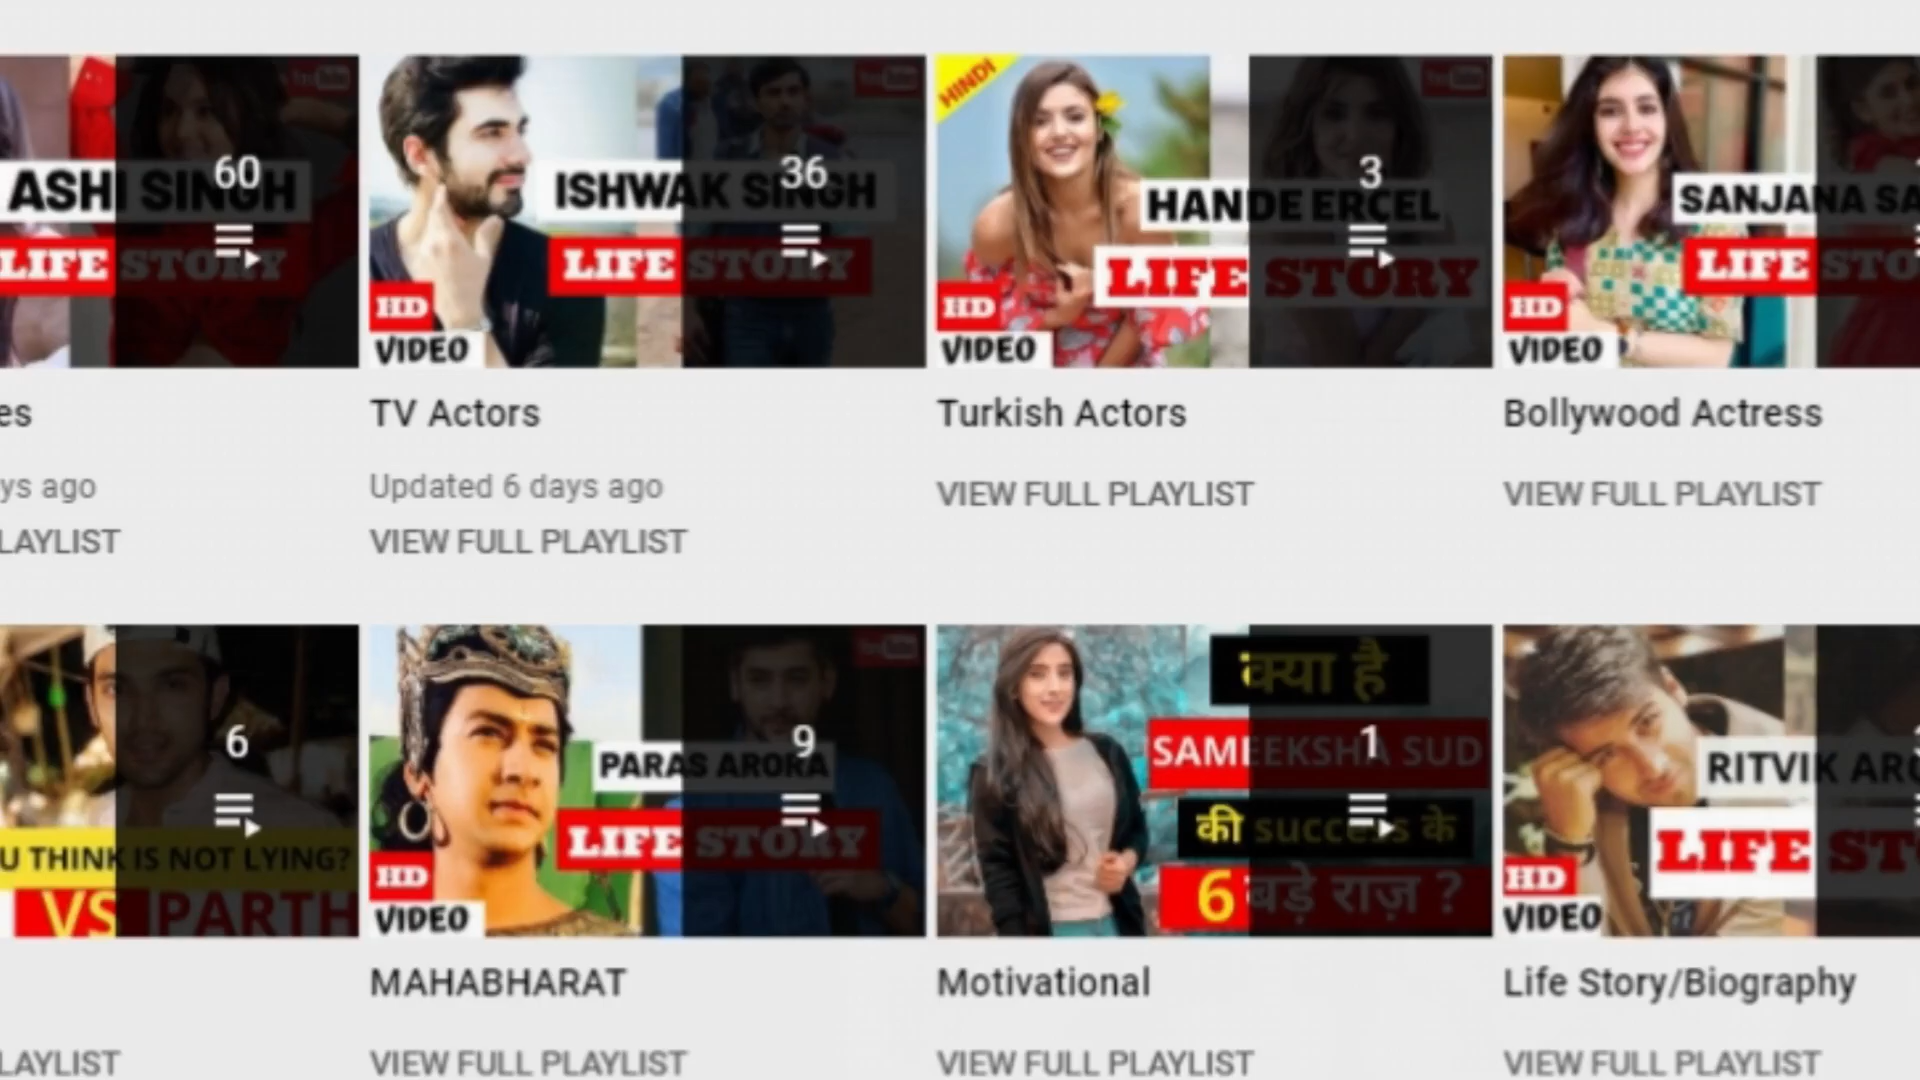 ASHI SINGH
60
LIFE STORY
ISHWAK SINGH
36
LIFE STORY
HD
VIDEO
HINDI
HANDE ERCEL
3
LIFE STORY
HD
VIDEO
SANJANA SA
LIFE STO
HD
VIDEO
es
TV Actors
Turkish Actors
Bollywood Actress
ys ago
Updated 6 days ago
LAYLIST
VIEW FULL PLAYLIST
VIEW FULL PLAYLIST
VIEW FULL PLAYLIST
6
U THINK IS NOT LYING?
VS PARTH
PARAS ARORA
9
LIFE STORY
HD
VIDEO
क्या है
SAMEEKSHA SUD
1
की success के
6 बड़े राज़ ?
RITVIK ARO
LIFE ST
HD
VIDEO
MAHABHARAT
Motivational
Life Story/Biography
LAYLIST
VIEW FULL PLAYLIST
VIEW FULL PLAYLIST
VIEW FULL PLAYLIST